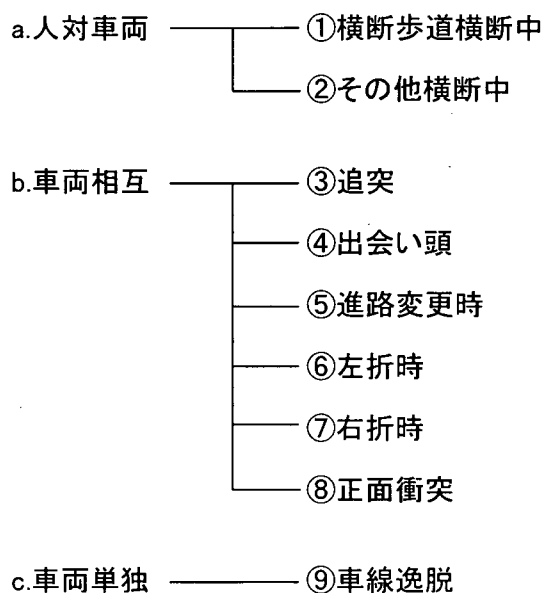 a.人対車両 ①横断歩道横断中
②その他横断中
b.車両相互 ③追突
④出会い頭
⑤進路変更時
⑥左折時
⑦右折時
⑧正面衝突
c.車両単独 ⑨車線逸脱